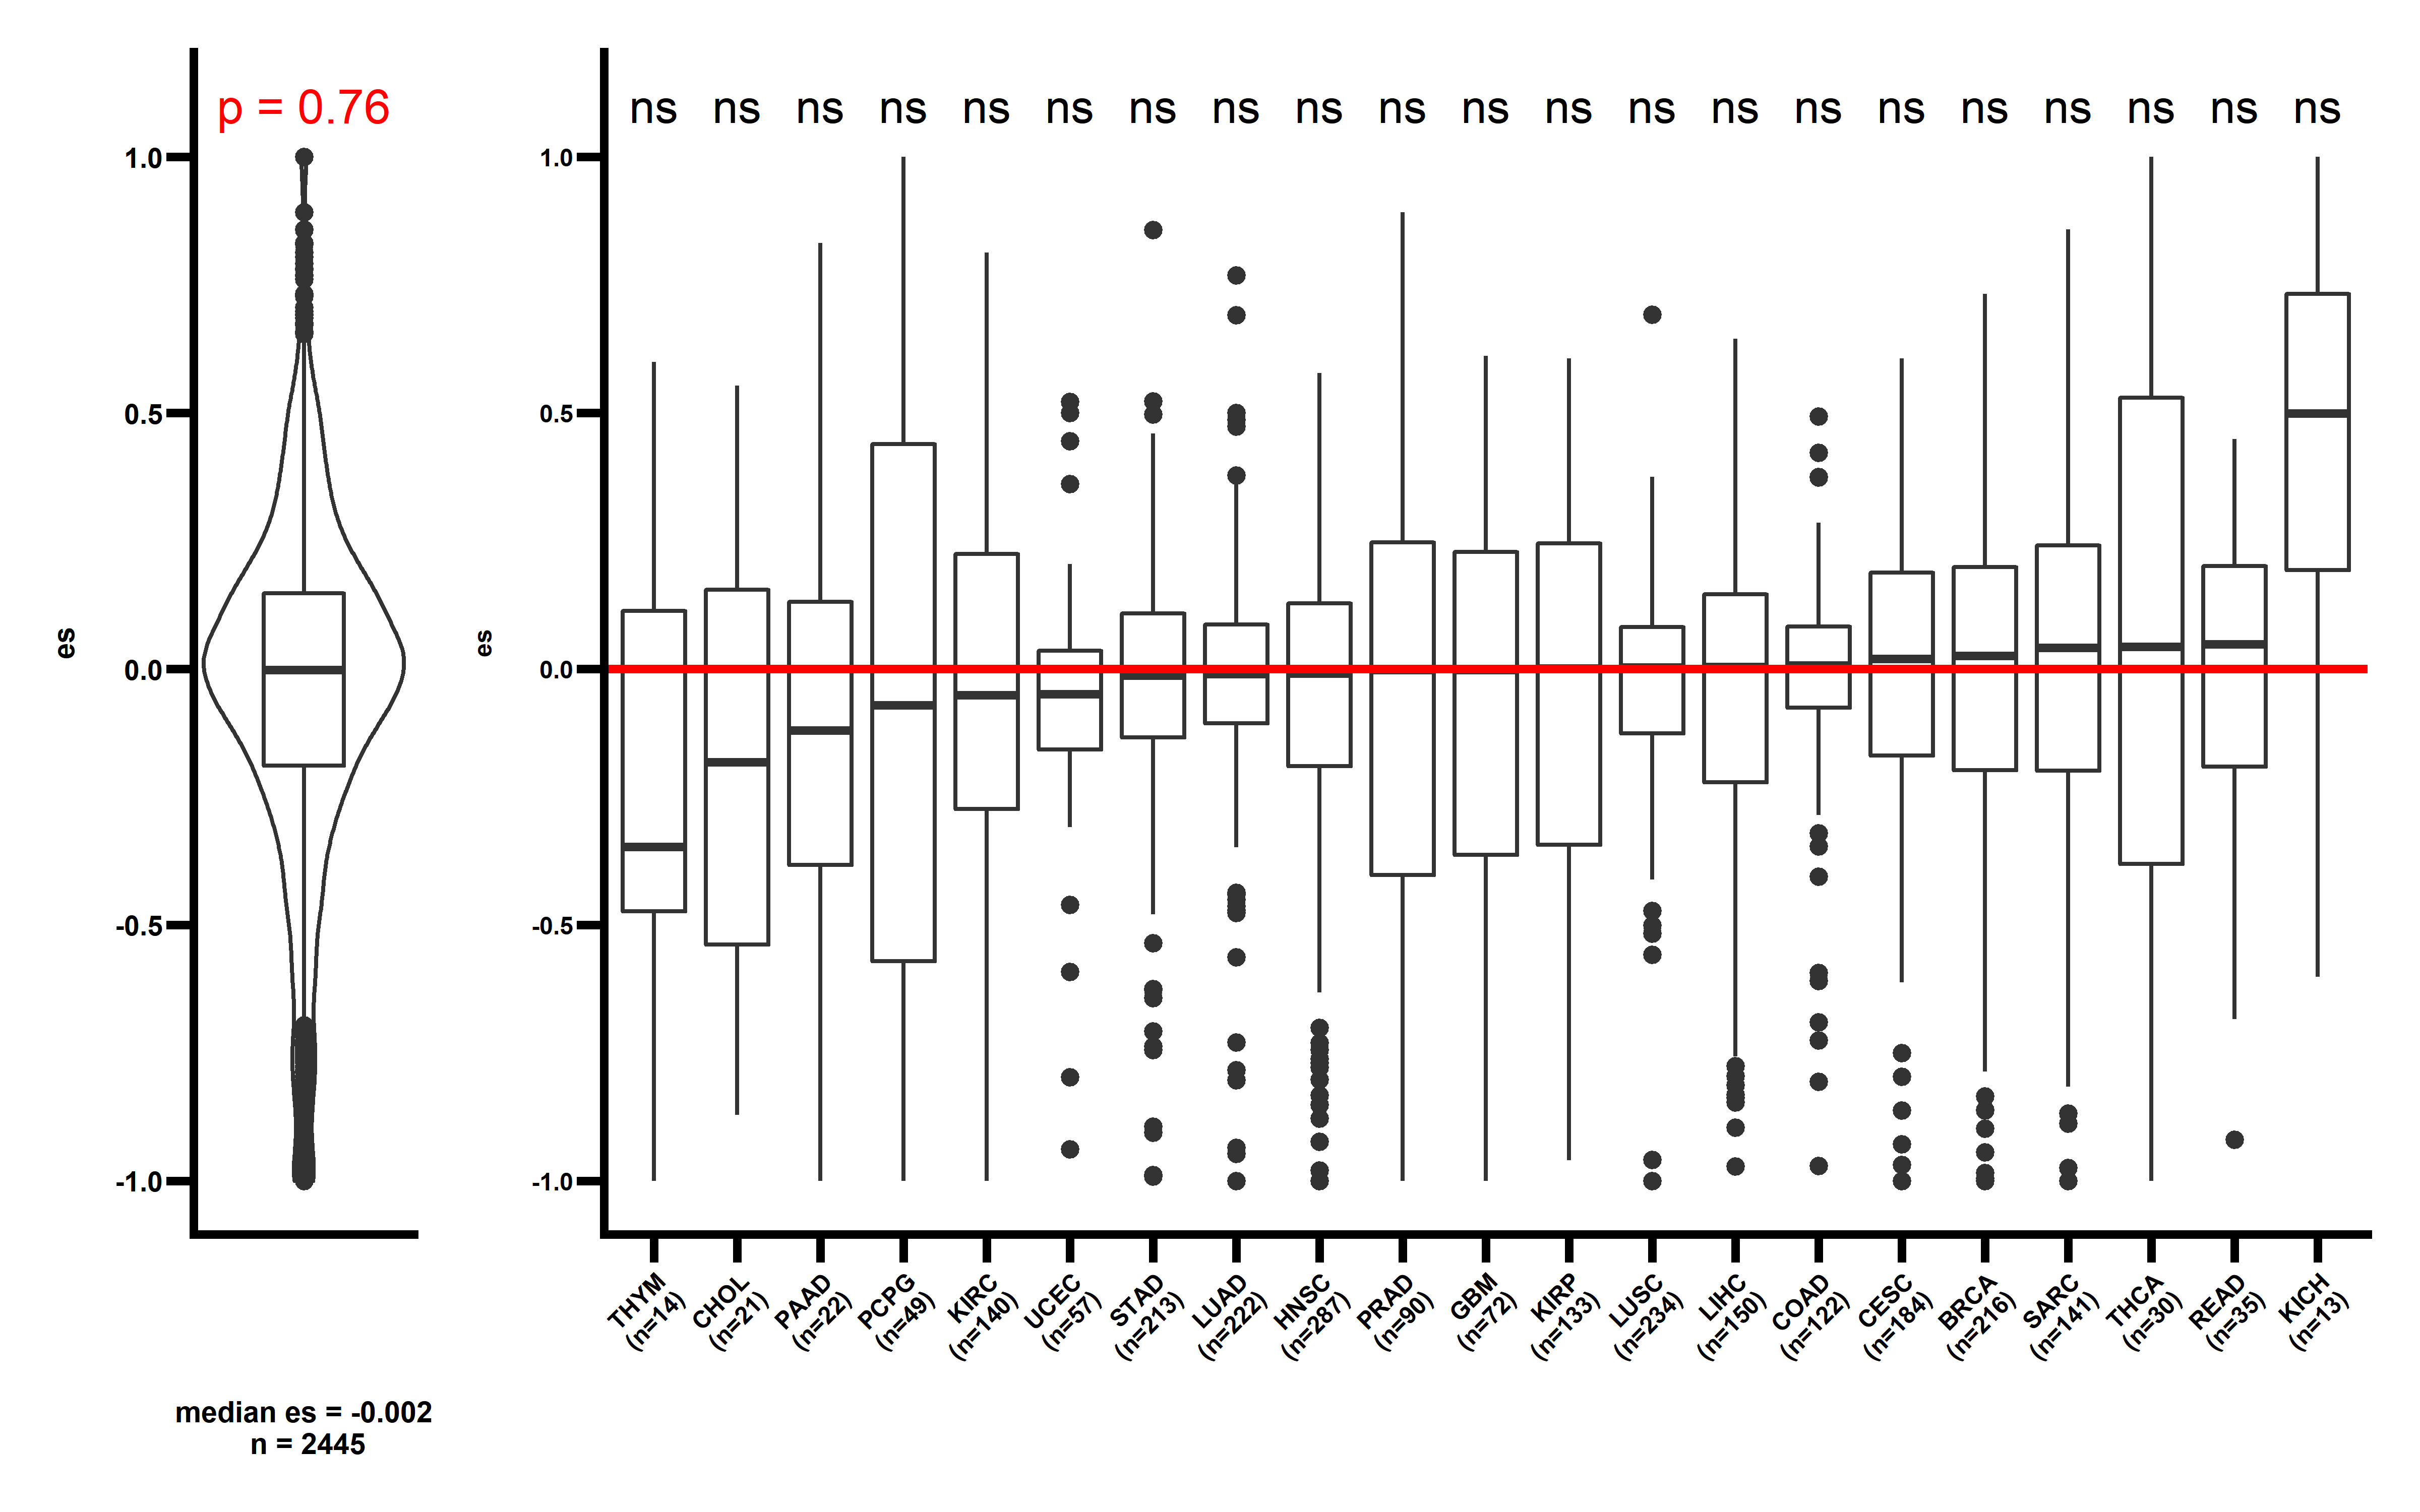 p = 0.76
1.0
0.5
0.0
-0.5
-1.0
es
median es = -0.002
n = 2445
ns ns ns ns ns ns ns ns ns ns ns ns ns ns ns ns ns ns ns ns ns
1.0
0.5
0.0
-0.5
-1.0
es
THYM
(n=14)
CHOL
(n=21)
PAAD
(n=22)
PCPG
(n=49)
KIRC
(n=140)
UCEC
(n=57)
STAD
(n=213)
LUAD
(n=222)
HNSC
(n=287)
PRAD
(n=90)
GBM
(n=72)
KIRP
(n=133)
LUSC
(n=234)
LIHC
(n=150)
COAD
(n=122)
CESC
(n=184)
BRCA
(n=216)
SARC
(n=141)
THCA
(n=30)
READ
(n=35)
KICH
(n=13)